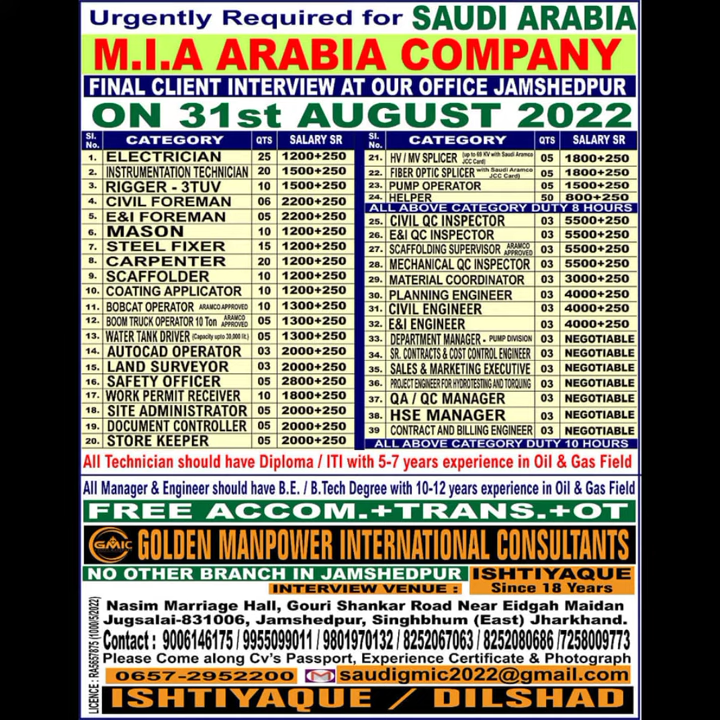 Urgently Required for SAUDI ARABIA
M.I.A ARABIA COMPANY
FINAL CLIENT INTERVIEW AT OUR OFFICE JAMSHEDPUR
ON 31st AUGUST 2022
Sl. No. CATEGORY QTS SALARY SR
1. ELECTRICIAN 25 1200+250
2. INSTRUMENTATION TECHNICIAN 20 1500+250
3. RIGGER - 3TUV 10 1500+250
4. CIVIL FOREMAN 06 2200+250
5. E&I FOREMAN 05 2200+250
6. MASON 10 1200+250
7. STEEL FIXER 15 1200+250
8. CARPENTER 20 1200+250
9. SCAFFOLDER 10 1200+250
10. COATING APPLICATOR 10 1200+250
11. BOBCAT OPERATOR ARAMCO APPROVED 10 1300+250
12. BOOM TRUCK OPERATOR 10 Ton ARAMCO APPROVED 05 1300+250
13. WATER TANK DRIVER (Capacity upto 30,000 lit.) 05 1300+250
14. AUTOCAD OPERATOR 03 2000+250
15. LAND SURVEYOR 03 2000+250
16. SAFETY OFFICER 05 2800+250
17. WORK PERMIT RECEIVER 10 1800+250
18. SITE ADMINISTRATOR 05 2000+250
19. DOCUMENT CONTROLLER 05 2000+250
20. STORE KEEPER 05 2000+250
Sl. No. CATEGORY QTS SALARY SR
21. HV / MV SPLICER (up to 69 KV with Saudi Aramco JCC Card) 05 1800+250
22. FIBER OPTIC SPLICER with Saudi Aramco JCC Card) 05 1800+250
23. PUMP OPERATOR 05 1500+250
24. HELPER 50 800+250
ALL ABOVE CATEGORY DUTY 8 HOURS
25. CIVIL QC INSPECTOR 03 5500+250
26. E&I QC INSPECTOR 03 5500+250
27. SCAFFOLDING SUPERVISOR ARAMCO APPROVED 03 5500+250
28. MECHANICAL QC INSPECTOR 03 5500+250
29. MATERIAL COORDINATOR 03 3000+250
30. PLANNING ENGINEER 03 4000+250
31. CIVIL ENGINEER 03 4000+250
32. E&I ENGINEER 03 4000+250
33. DEPARTMENT MANAGER - PUMP DIVISION 03 NEGOTIABLE
34. SR. CONTRACTS & COST CONTROL ENGINEER 03 NEGOTIABLE
35. SALES & MARKETING EXECUTIVE 03 NEGOTIABLE
36. PROJECT ENGINEER FOR HYDROTESTING AND TORQUING 03 NEGOTIABLE
37. QA / QC MANAGER 03 NEGOTIABLE
38. HSE MANAGER 03 NEGOTIABLE
39 CONTRACT AND BILLING ENGINEER 03 NEGOTIABLE
ALL ABOVE CATEGORY DUTY 10 HOURS
All Technician should have Diploma / ITI with 5-7 years experience in Oil & Gas Field
All Manager & Engineer should have B.E. / B.Tech Degree with 10-12 years experience in Oil & Gas Field
FREE ACCOM.+TRANS.+OT
GMIC GOLDEN MANPOWER INTERNATIONAL CONSULTANTS
NO OTHER BRANCH IN JAMSHEDPUR ISHTIYAQUE
INTERVIEW VENUE : Since 18 Years
Nasim Marriage Hall, Gouri Shankar Road Near Eidgah Maidan
Jugsalai-831006, Jamshedpur, Singhbhum (East) Jharkhand.
Contact : 9006146175 / 9955099011 / 9801970132 / 8252067063 / 8252080686 /7258009773
Please Come along Cv's Passport, Experience Certificate & Photograph
0657-2952200 saudigmic2022@gmail.com
ISHTIYAQUE / DILSHAD
LICENCE : RA5657875 (1000/5/2022)